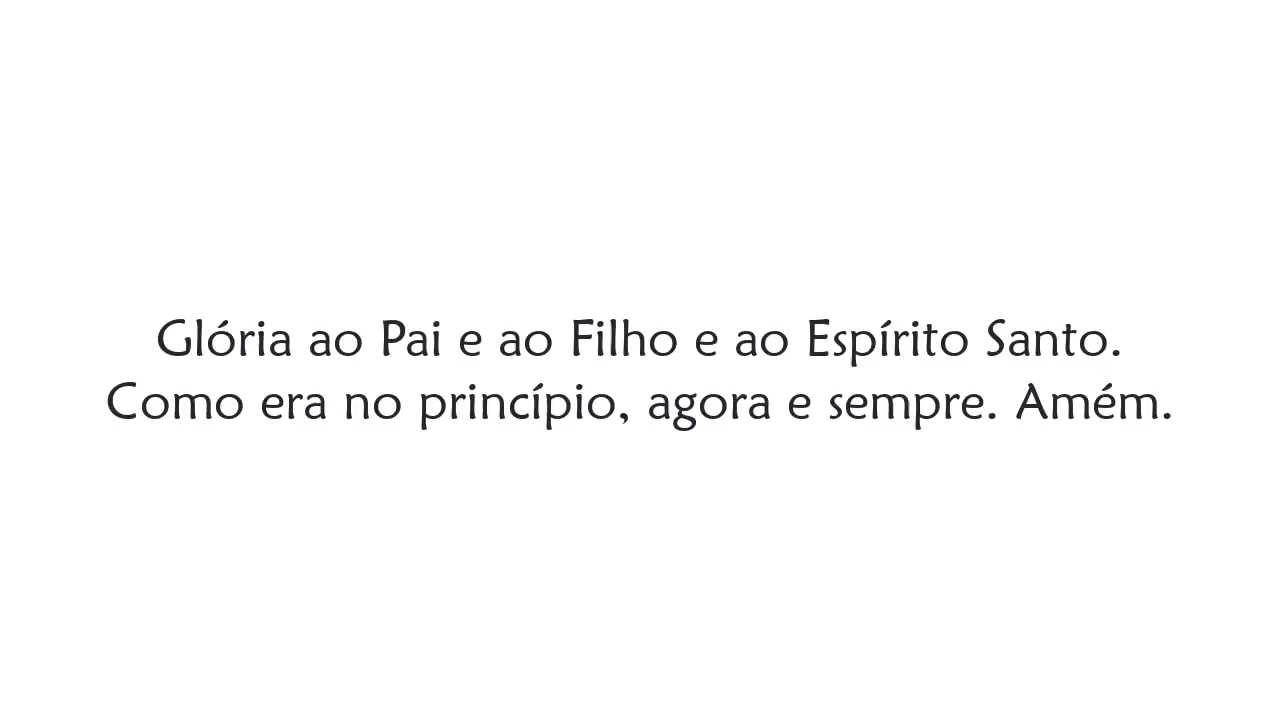 Glória ao Pai e ao Filho e ao Espírito Santo.
Como era no princípio, agora e sempre. Amém.